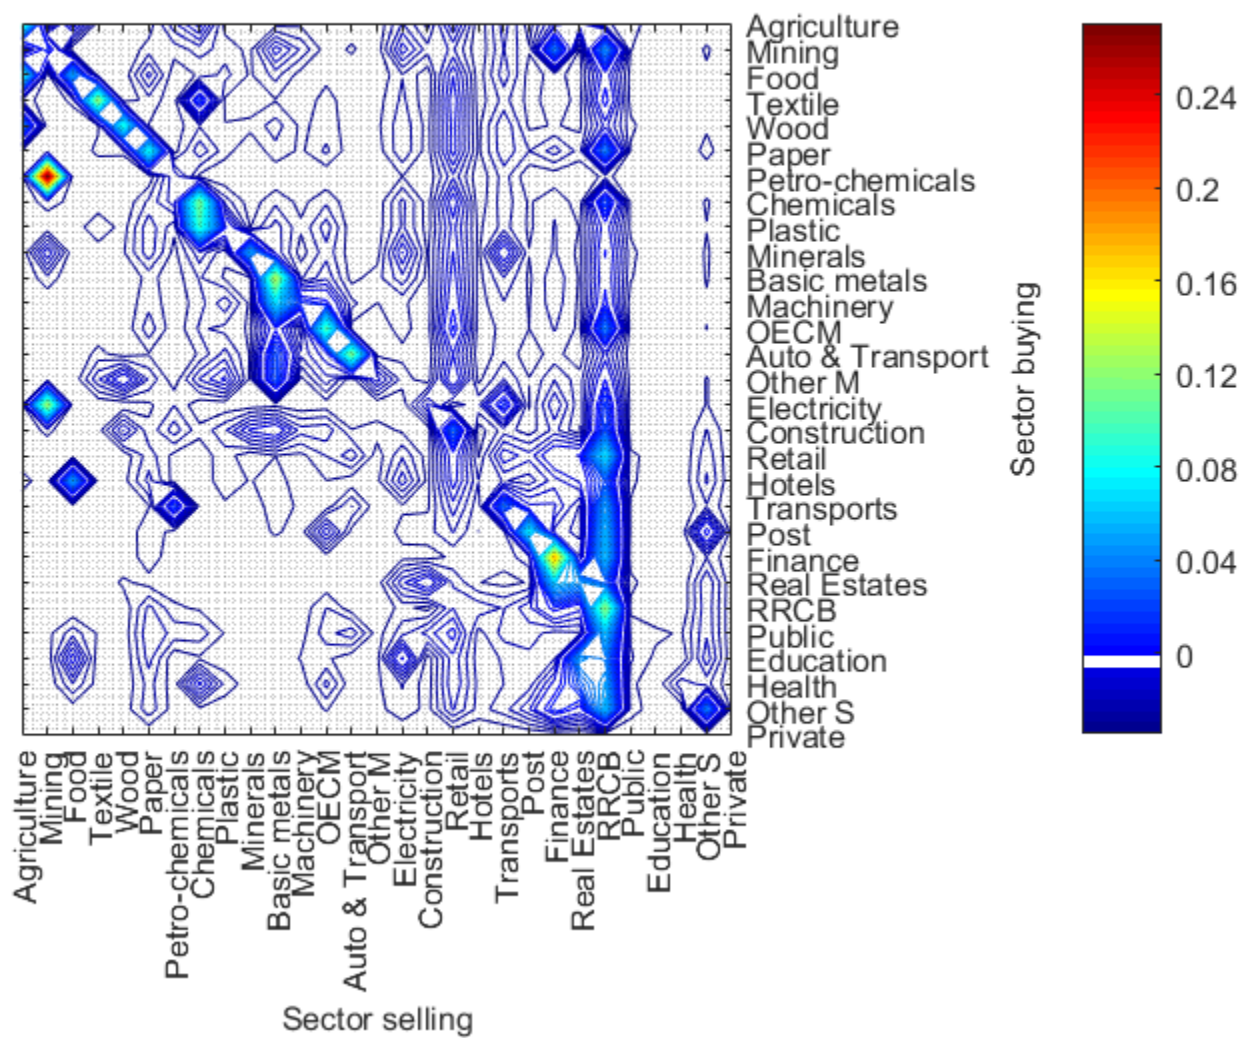 Agriculture
Mining
Food
Textile
Wood
Paper
Petro-chemicals
Chemicals
Plastic
Minerals
Basic metals
Machinery
OECM
Auto & Transport
Other M
Electricity
Construction
Retail
Hotels
Transports
Post
Finance
Real Estates
RRCB
Public
Education
Health
Other S
Private
Sector buying
0.24
0.2
0.16
0.12
0.08
0.04
0
Agriculture
Mining
Food
Textile
Wood
Paper
Petro-chemicals
Chemicals
Plastic
Minerals
Basic metals
Machinery
OECM
Auto & Transport
Other M
Electricity
Construction
Retail
Hotels
Transports
Post
Finance
Real Estates
RRCB
Public
Education
Health
Other S
Private
Sector selling